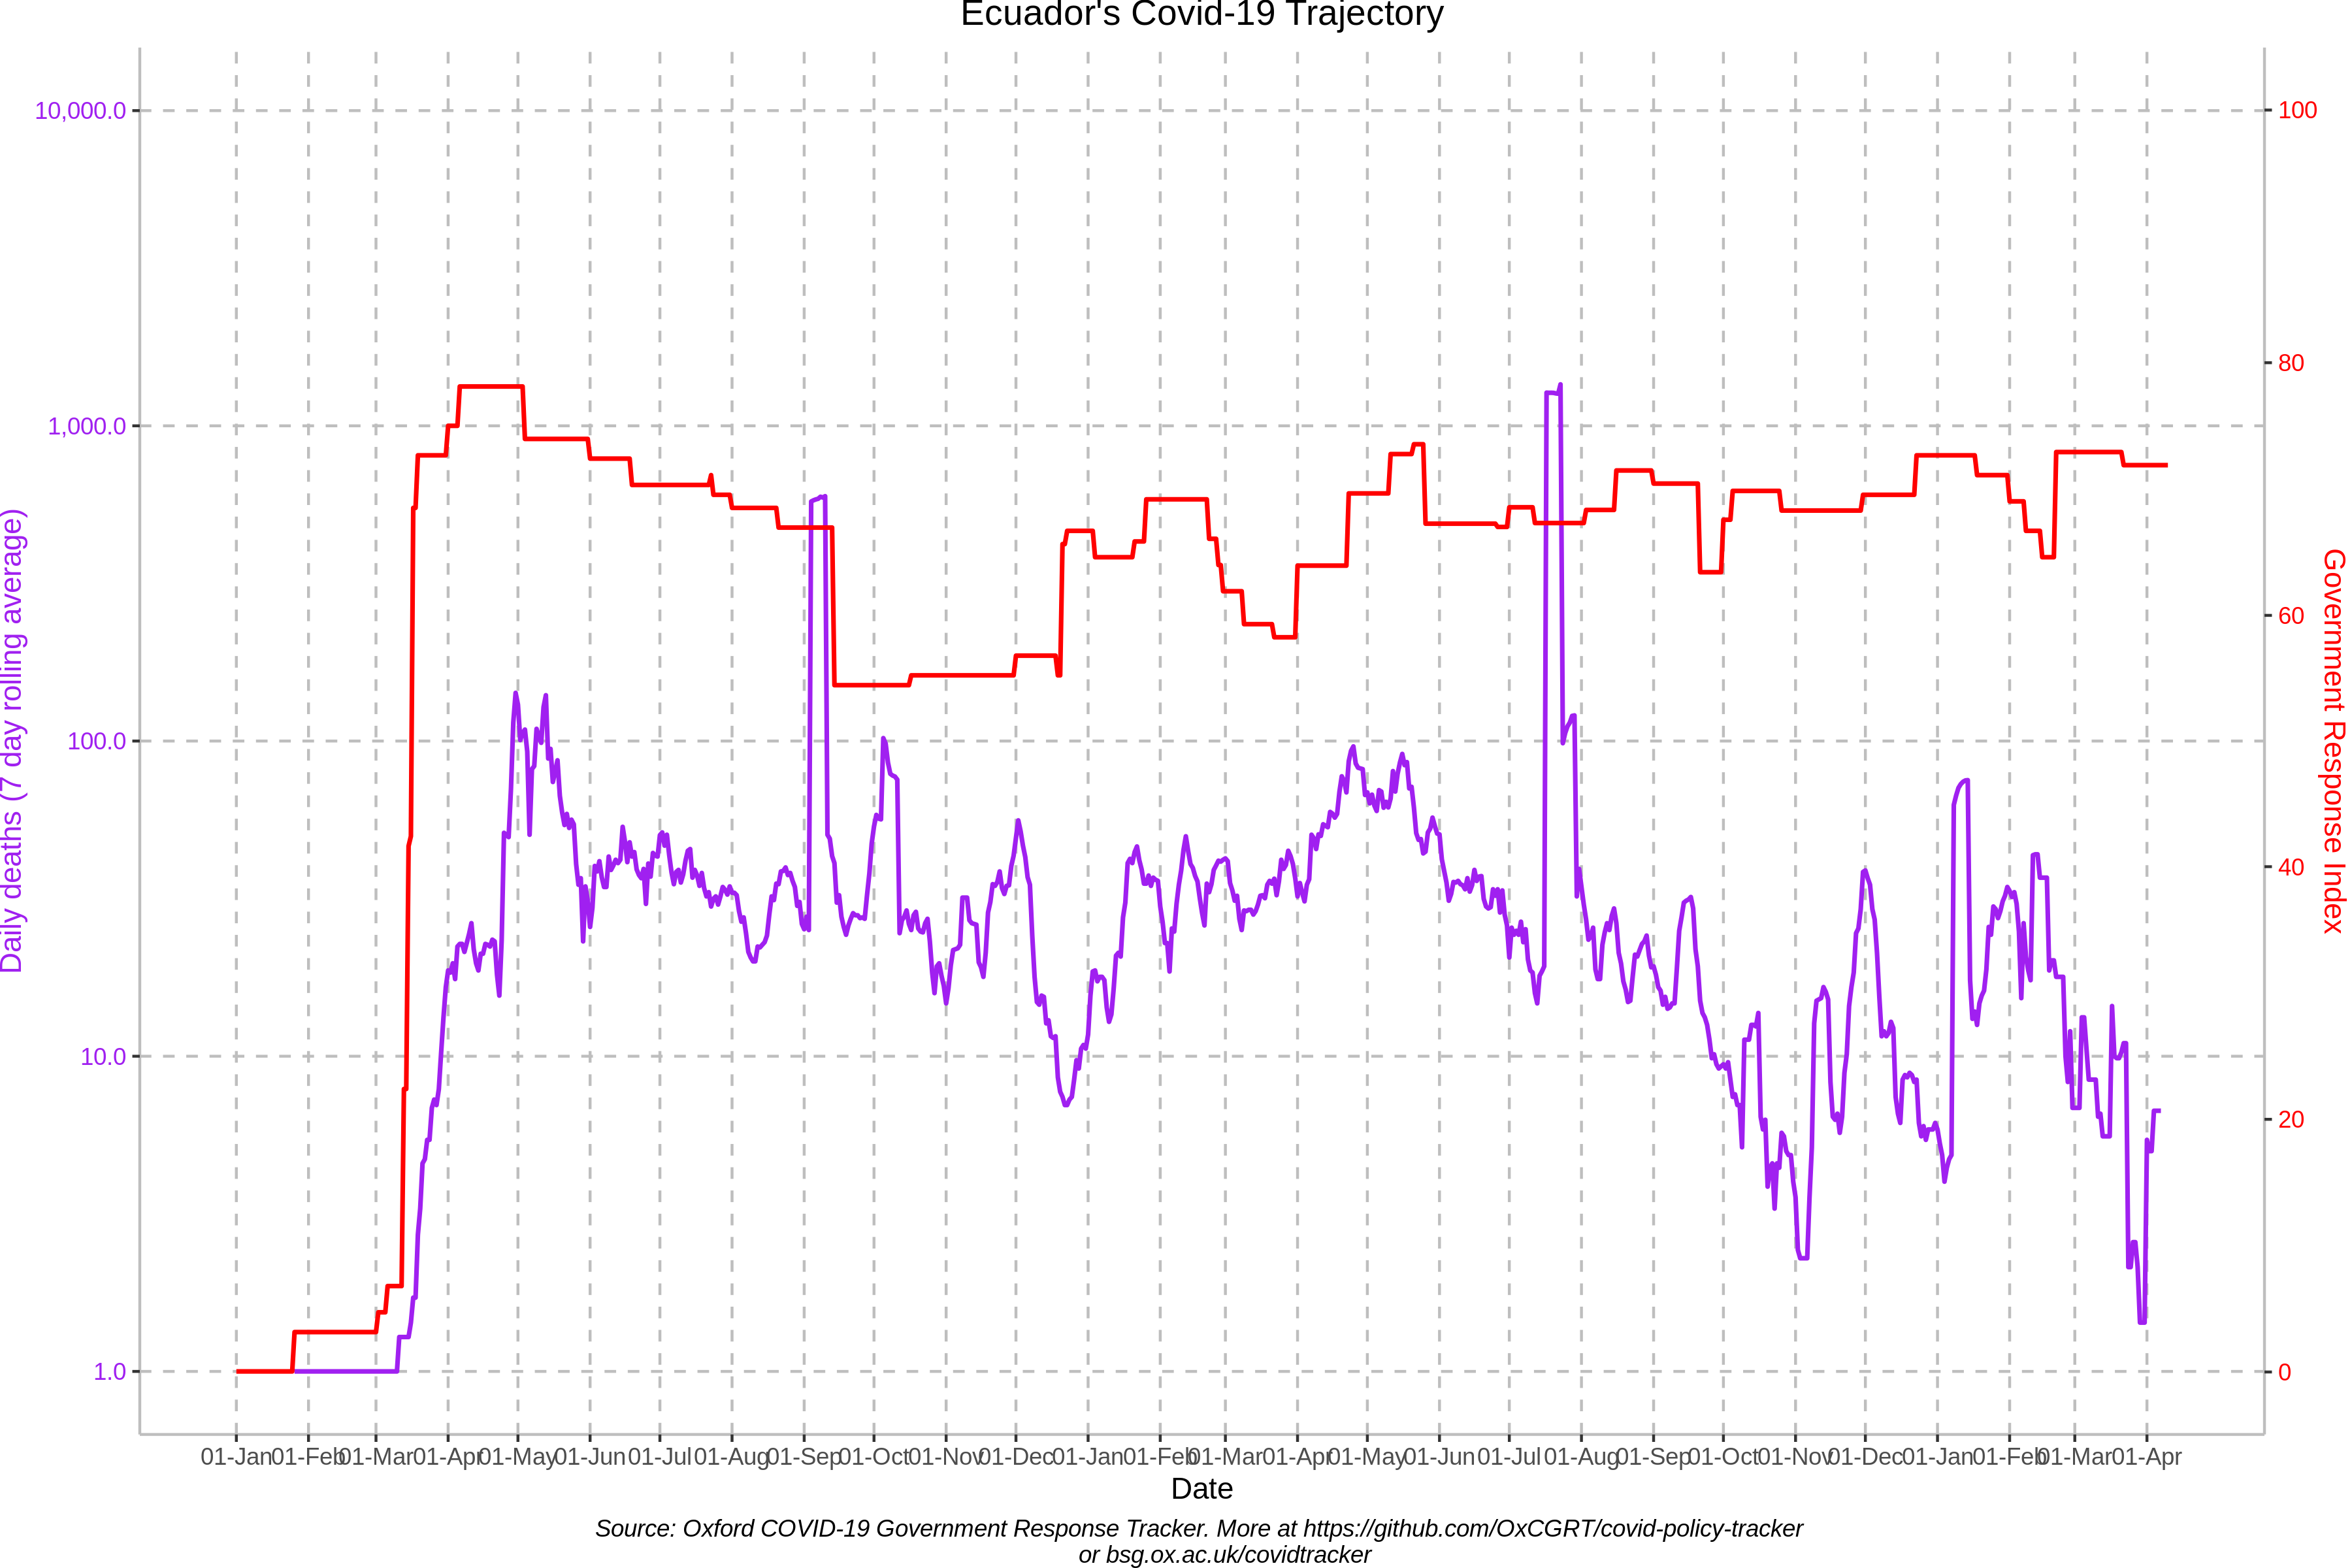 Ecuador's Covid-19 Trajectory
10,000.0
1,000.0
100.0
10.0
1.0
Daily deaths (7 day rolling average)
100
80
60
40
20
0
Government Response Index
01-Jan 01-Feb 01-Mar 01-Apr 01-May 01-Jun 01-Jul 01-Aug 01-Sep 01-Oct 01-Nov 01-Dec 01-Jan 01-Feb 01-Mar 01-Apr 01-May 01-Jun 01-Jul 01-Aug 01-Sep 01-Oct 01-Nov 01-Dec 01-Jan 01-Feb 01-Mar 01-Apr
Date
Source: Oxford COVID-19 Government Response Tracker. More at https://github.com/OxCGRT/covid-policy-tracker
or bsg.ox.ac.uk/covidtracker